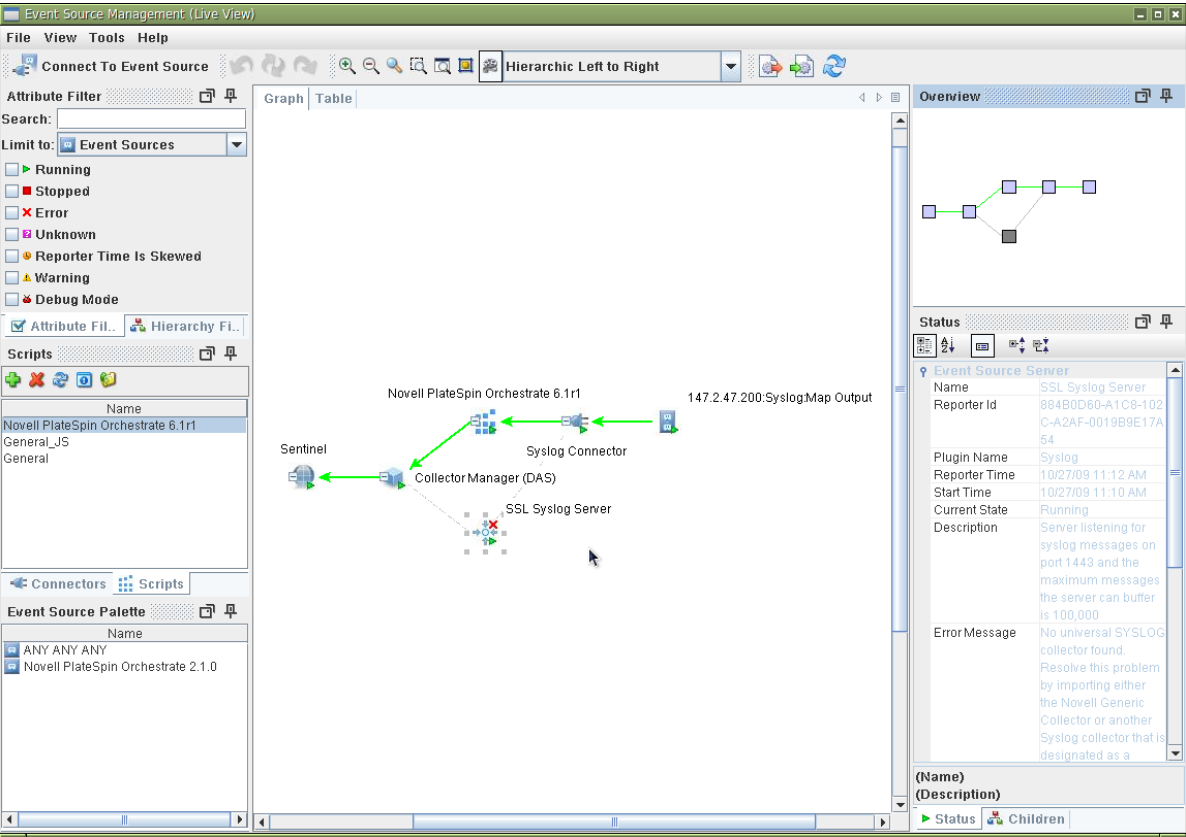 Event Source Management (Live View)
File View Tools Help
Connect To Event Source
Hierarchic Left to Right
Attribute Filter
Search:
Limit to: Event Sources
Running
Stopped
Error
Unknown
Reporter Time Is Skewed
Warning
Debug Mode
Attribute Fil.. Hierarchy Fi..
Scripts
Name
Novell PlateSpin Orchestrate 6.1r1
General_JS
General
Connectors Scripts
Event Source Palette
Name
ANY ANY ANY
Novell PlateSpin Orchestrate 2.1.0
Graph Table
Novell PlateSpin Orchestrate 6.1r1
147.2.47.200:Syslog:Map Output
Sentinel
Syslog Connector
Collector Manager (DAS)
SSL Syslog Server
Overview
Status
Event Source Server
Name SSL Syslog Server
Reporter Id 884B0D60-A1C8-102
C-A2AF-0019B9E17A
54
Plugin Name Syslog
Reporter Time 10/27/09 11:12 AM
Start Time 10/27/09 11:10 AM
Current State Running
Description Server listening for
syslog messages on
port 1443 and the
maximum messages
the server can buffer
is 100,000
Error Message No universal SYSLOG
collector found.
Resolve this problem
by importing either
the Novell Generic
Collector or another
Syslog collector that is
designated as a
(Name)
(Description)
Status Children